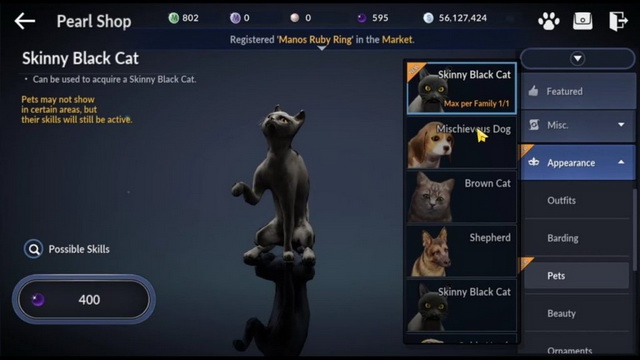 Pearl Shop
802
0
0
595
56,127,424
Registered 'Manos Ruby Ring' in the Market.
Skinny Black Cat
• Can be used to acquire a Skinny Black Cat.
Pets may not show
in certain areas, but
their skills will still be active.
Possible Skills
400
Skinny Black Cat
Max per Family 1/1
Mischievous Dog
Brown Cat
Shepherd
Skinny Black Cat
Featured
Misc.
Appearance
Outfits
Barding
Pets
Beauty
Ornaments